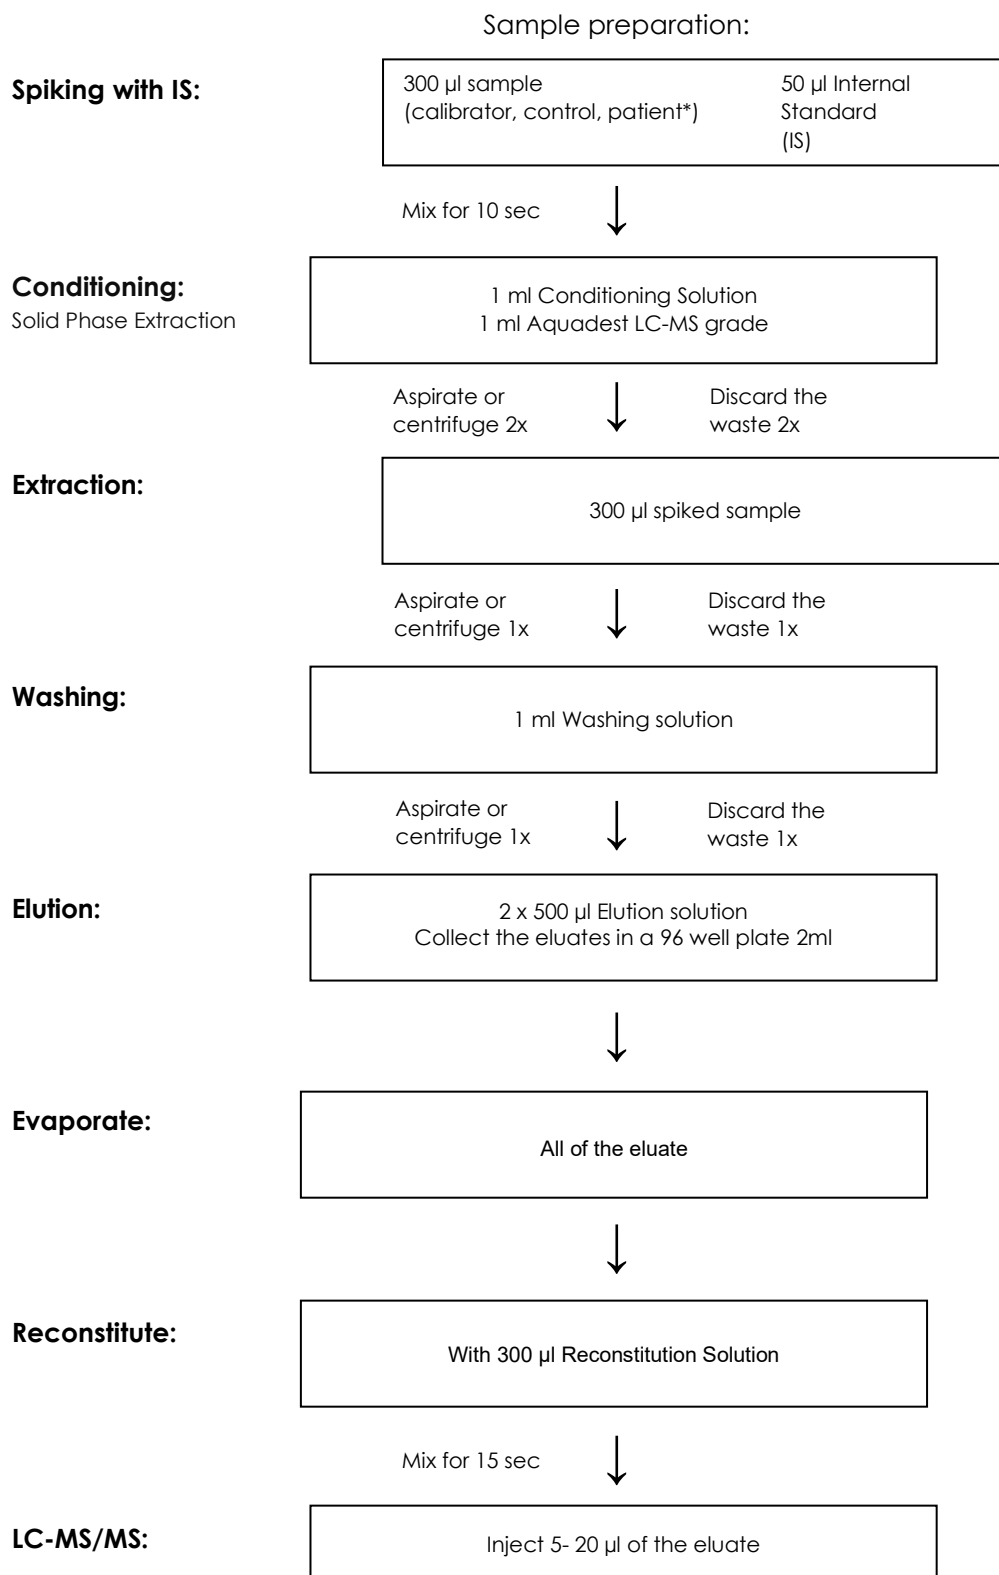 Sample preparation:
Spiking with IS:
300 µl sample
(calibrator, control, patient*)
50 µl Internal
Standard
(IS)
Mix for 10 sec
Conditioning:
Solid Phase Extraction
1 ml Conditioning Solution
1 ml Aquadest LC-MS grade
Aspirate or
centrifuge 2x
Discard the
waste 2x
Extraction:
300 µl spiked sample
Aspirate or
centrifuge 1x
Discard the
waste 1x
Washing:
1 ml Washing solution
Aspirate or
centrifuge 1x
Discard the
waste 1x
Elution:
2 x 500 µl Elution solution
Collect the eluates in a 96 well plate 2ml
Evaporate:
All of the eluate
Reconstitute:
With 300 µl Reconstitution Solution
Mix for 15 sec
LC-MS/MS:
Inject 5- 20 µl of the eluate